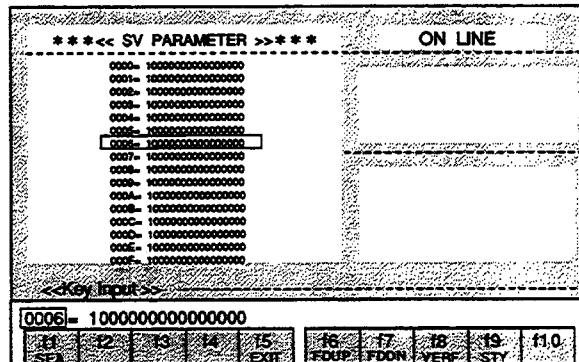 ***<< SV PARAMETER >>***
ON LINE
0000= 1000000000000000
0001= 1000000000000000
0002= 1000000000000000
0003= 1000000000000000
0004= 1000000000000000
0005= 1000000000000000
0006= 1000000000000000
0007= 1000000000000000
0008= 1000000000000000
0009= 1000000000000000
000A= 1000000000000000
000B= 1000000000000000
000C= 1000000000000000
000D= 1000000000000000
000E= 1000000000000000
000F= 1000000000000000
<<Key Input>>
0006= 1000000000000000
f1 f2 f3 f4 f5 f6 f7 f8 f9 f10
SEA EXIT FDUP FDDN VERF STY